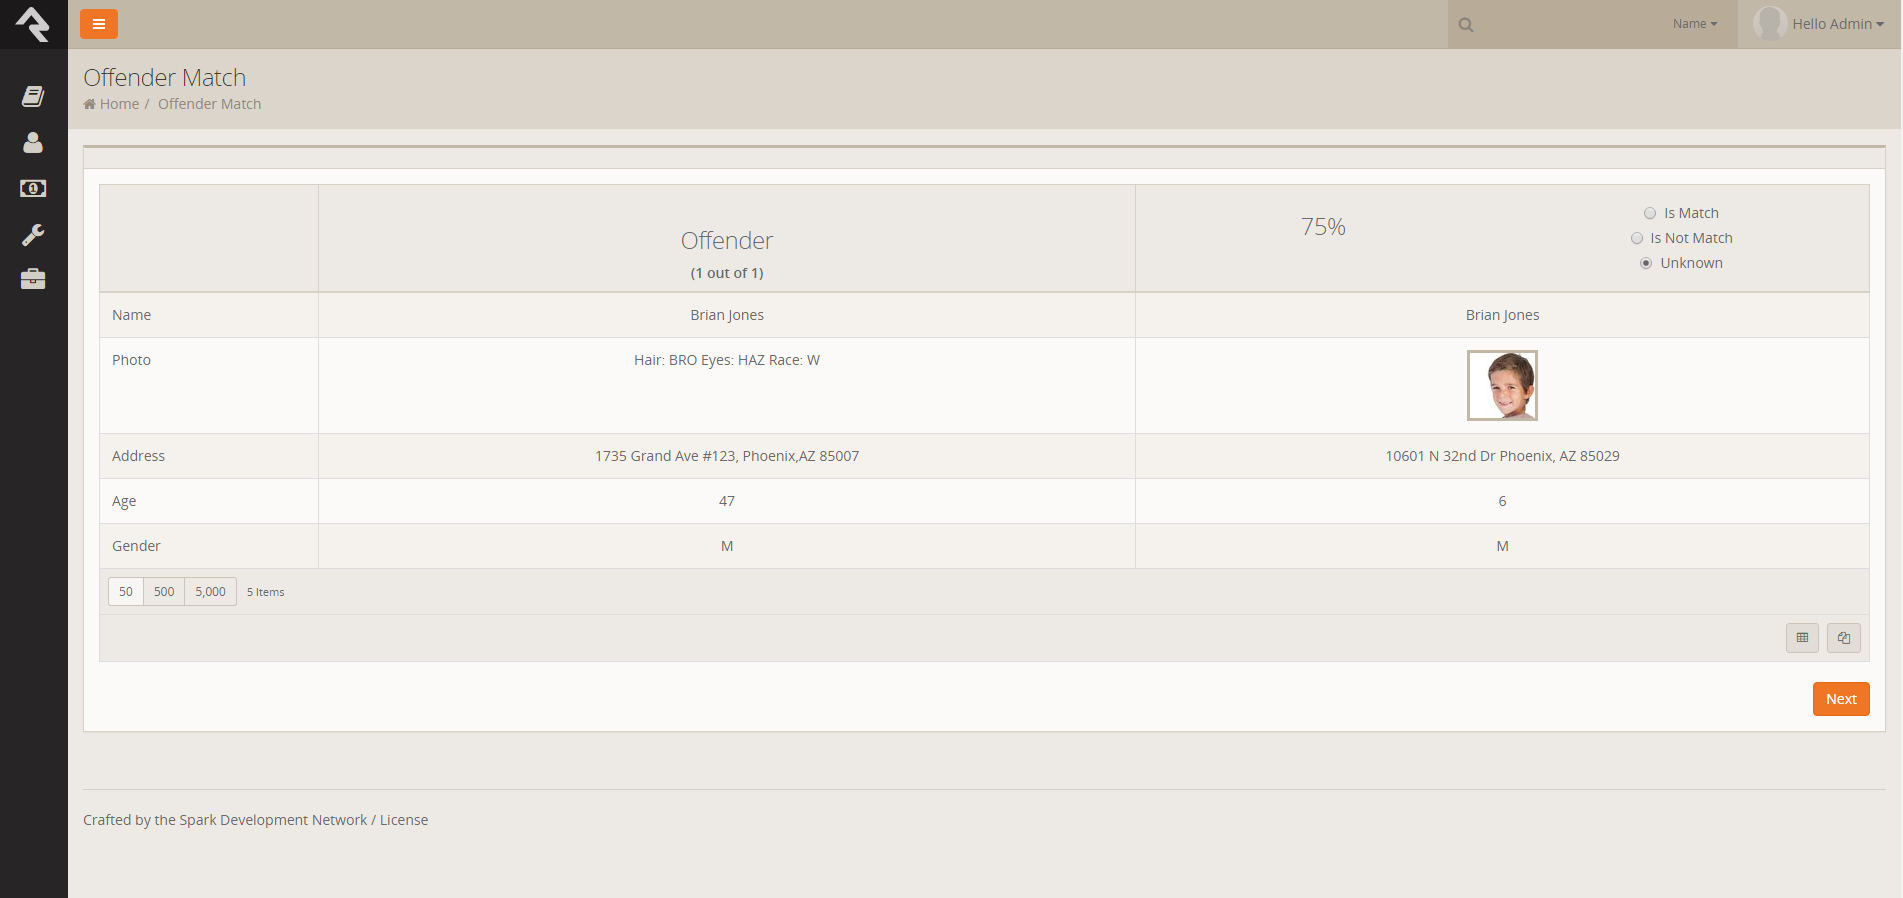 Name
Hello Admin
Offender Match
Home / Offender Match
Offender
(1 out of 1)
75%
Is Match
Is Not Match
Unknown
Name Brian Jones Brian Jones
Photo Hair: BRO Eyes: HAZ Race: W
Address 1735 Grand Ave #123, Phoenix,AZ 85007 10601 N 32nd Dr Phoenix, AZ 85029
Age 47 6
Gender M M
50 500 5,000 5 Items
Next
Crafted by the Spark Development Network / License